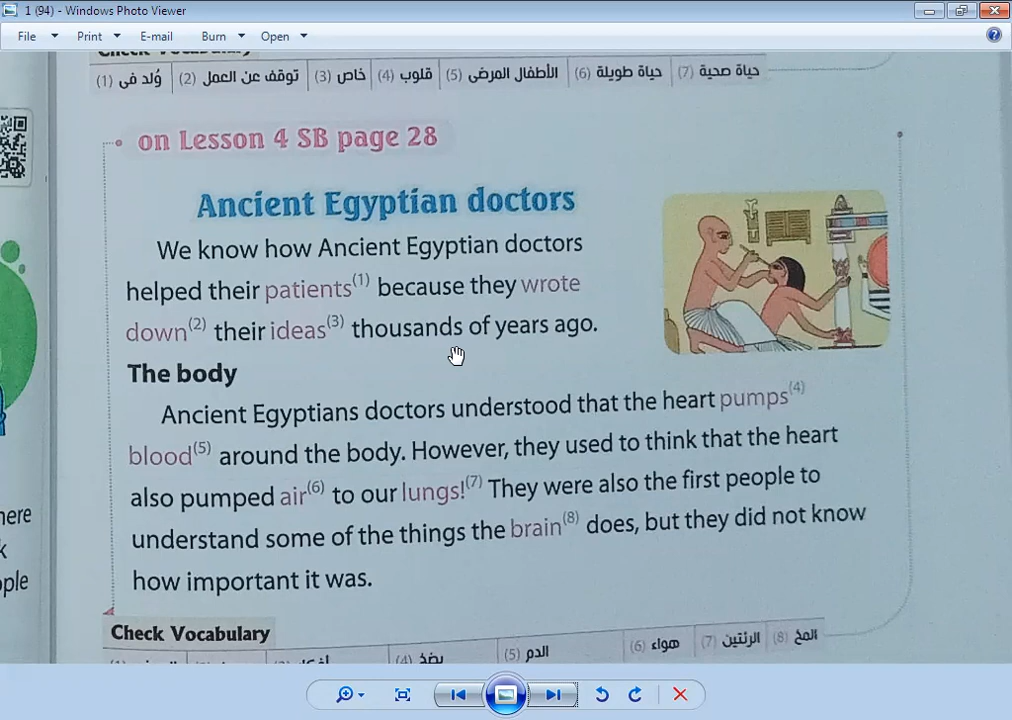 1 (94) - Windows Photo Viewer
File Print E-mail Burn Open
Check Vocabulary
(1) وُلد فى (2) توقف عن العمل (3) خاص (4) قلوب (5) الأطفال المرضى (6) حياة طويلة (7) حياة صحية
on Lesson 4 SB page 28
Ancient Egyptian doctors
We know how Ancient Egyptian doctors
helped their patients(1) because they wrote
down(2) their ideas(3) thousands of years ago.
The body
Ancient Egyptians doctors understood that the heart pumps(4)
blood(5) around the body. However, they used to think that the heart
also pumped air(6) to our lungs!(7) They were also the first people to
understand some of the things the brain(8) does, but they did not know
how important it was.
Check Vocabulary
(4) يضخ (5) الدم (6) هواء (7) الرئتين (8) المخ